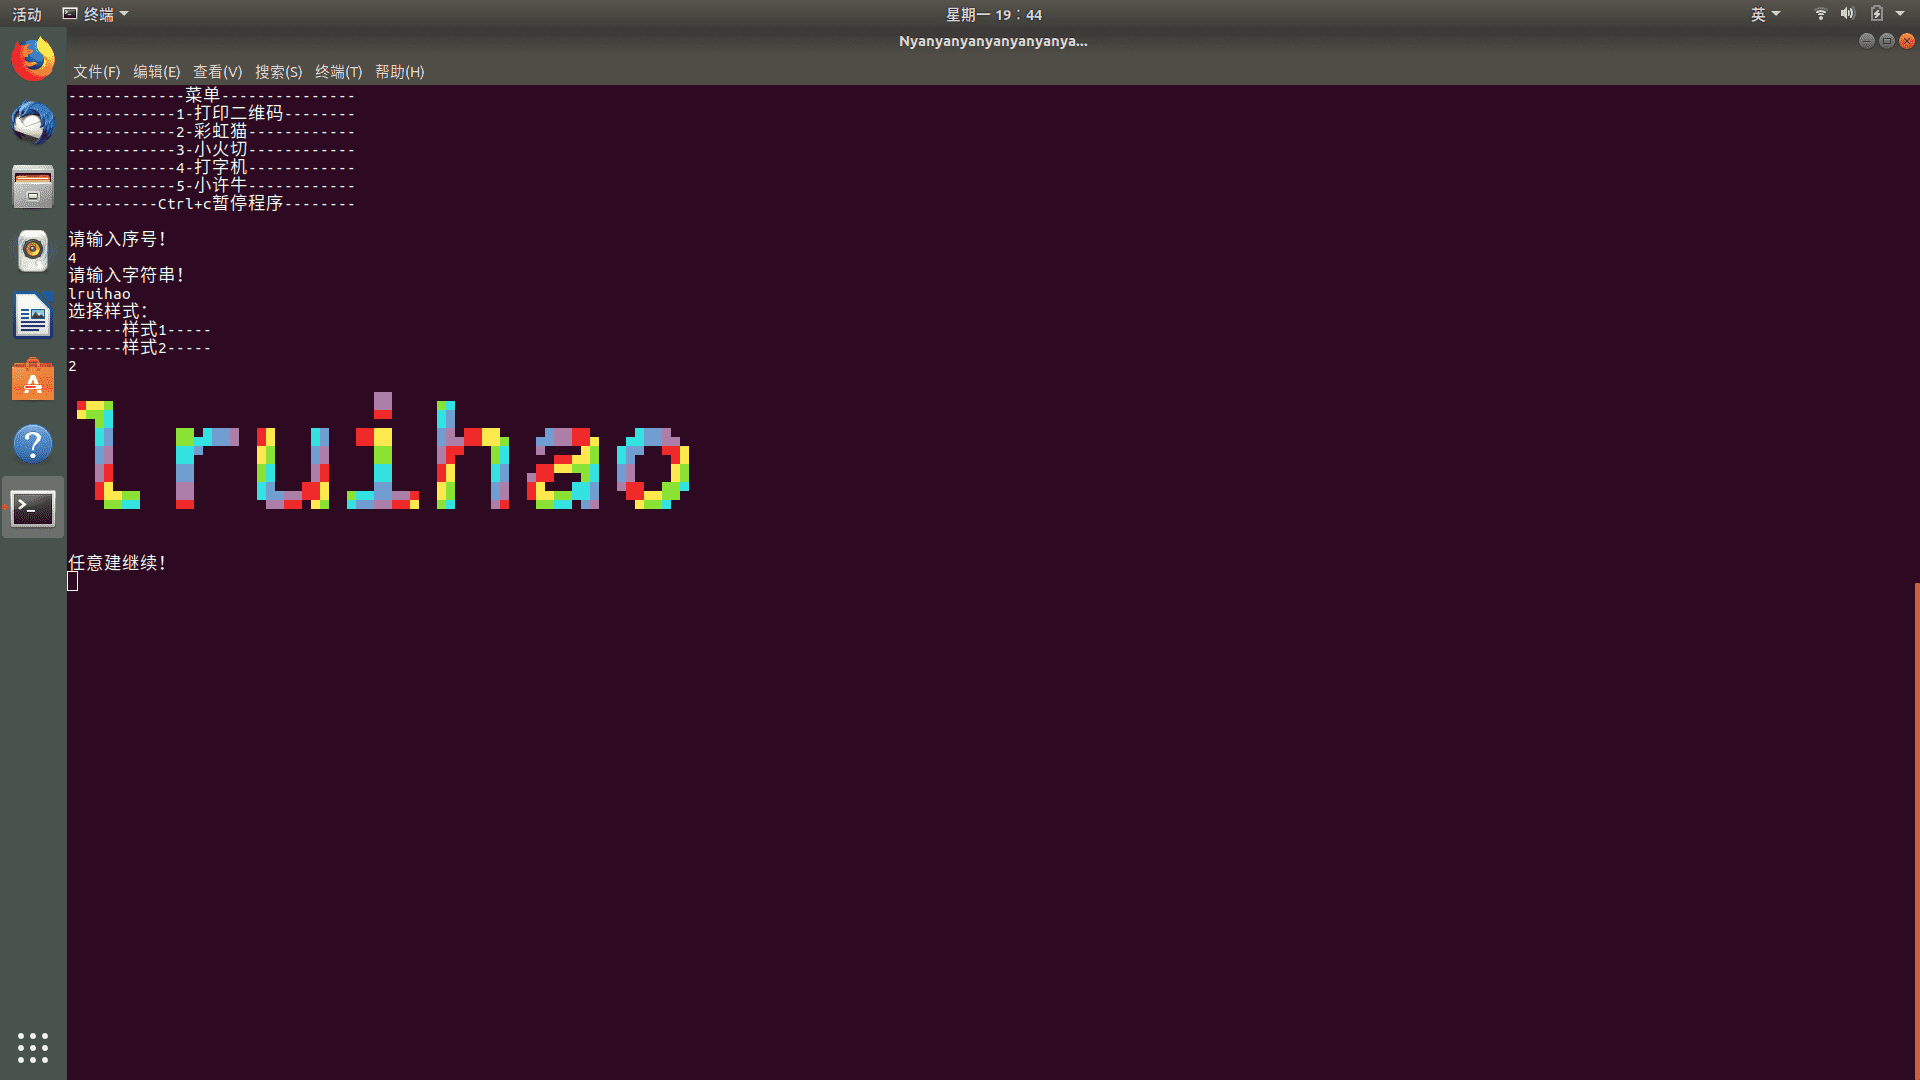 活动 终端 星期一 19：44 英
Nyanyanyanyanyanyanya...
文件(F) 编辑(E) 查看(V) 搜索(S) 终端(T) 帮助(H)
-------------菜单---------------
------------1-打印二维码--------
------------2-彩虹猫------------
------------3-小火切------------
------------4-打字机------------
------------5-小许牛------------
----------Ctrl+c暂停程序--------
请输入序号！
4
请输入字符串！
lruihao
选择样式：
------样式1-----
------样式2-----
2
lruihao
任意建继续！